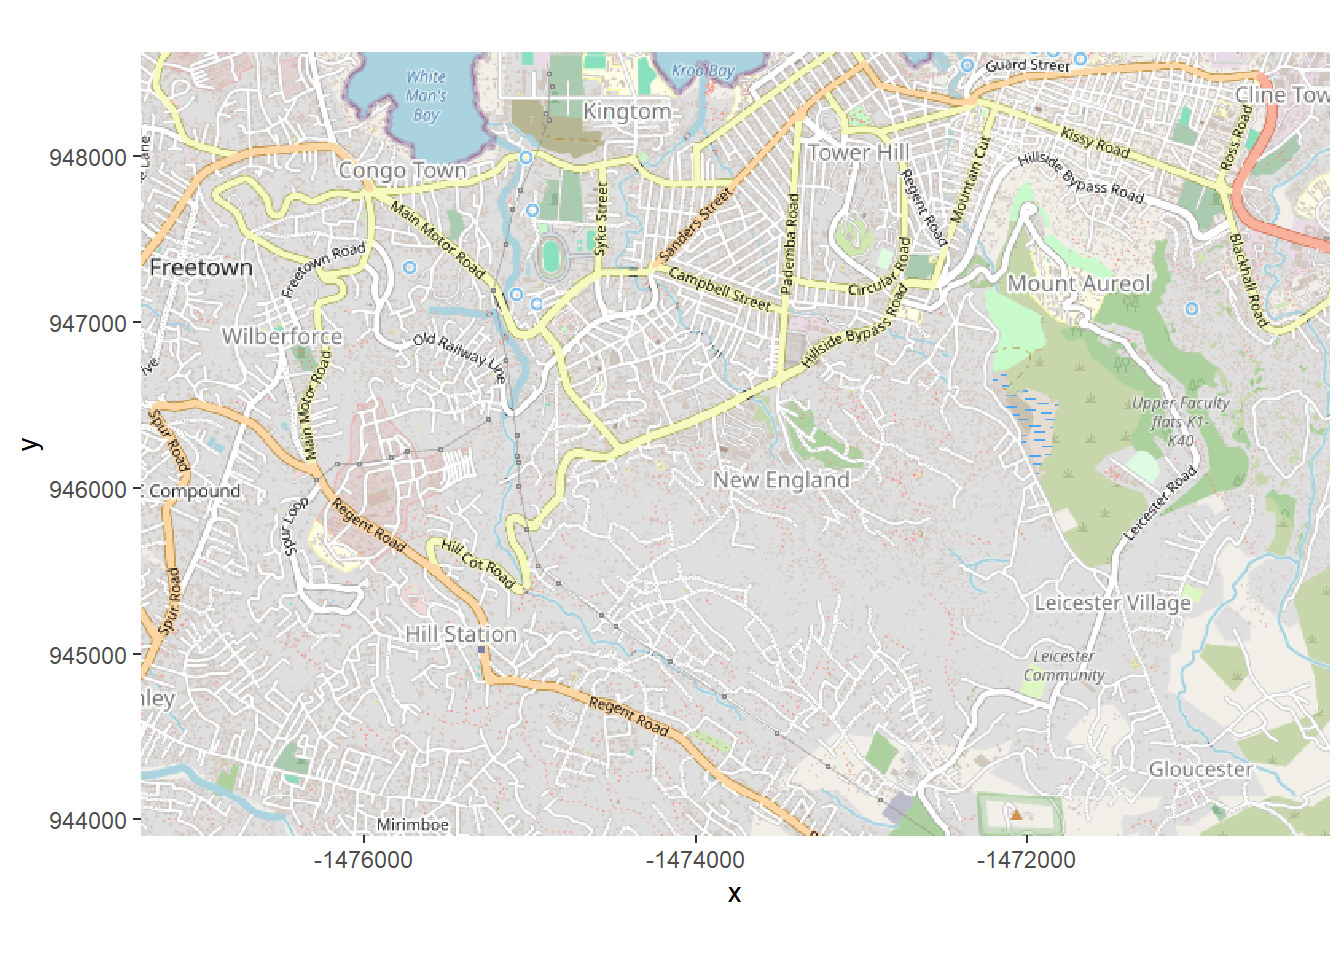 White
Man's
Bay
Kroo Bay
Guard Street
Cline Tow
Kingtom
Kissy Road
Ross Road
Lane
Congo Town
Tower Hill
Hillside Bypass Road
Mountain Cut
Regent Road
Main Motor Road
Syke Street
Sanders Street
Pademba Road
Freetown Road
Freetown
Campbell Street
Circular Road
Mount Aureol
Blackhall Road
Wilberforce
Old Railway Line
Hillside Bypass Road
Main Motor Road
Upper Faculty
flats K1-
K40
Spur Road
Compound
New England
Leicester Road
Spur Loop
Regent Road
Hill Cot Road
Spur Road
Hill Station
Leicester Village
Leicester
Community
nley
Regent Road
Gloucester
Mirimboe
948000
947000
946000
945000
944000
y
-1476000
-1474000
-1472000
x